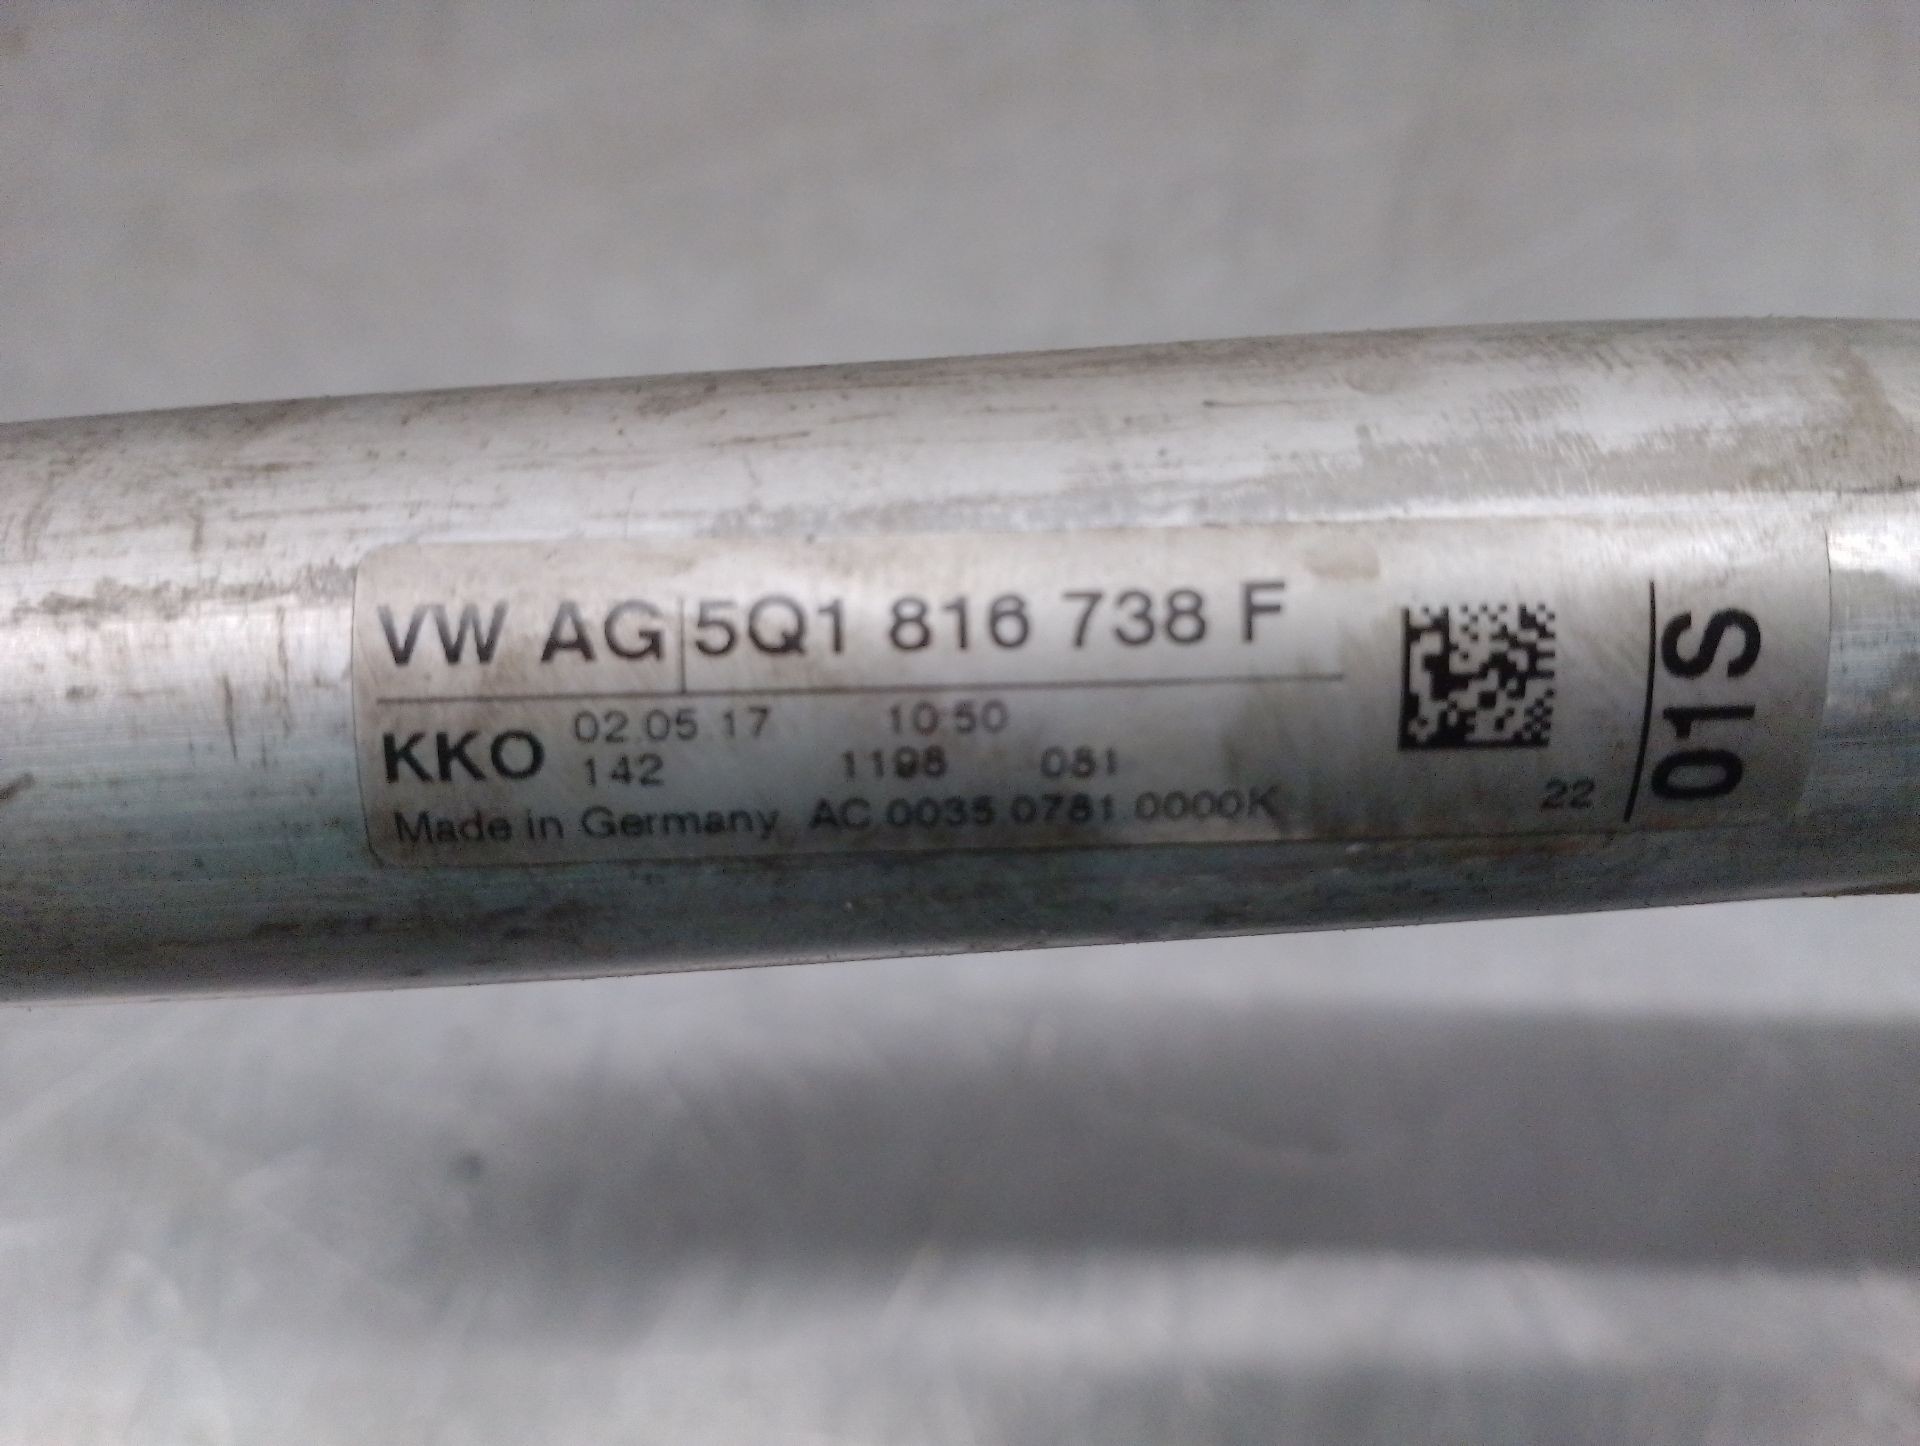 VW AG 5Q1 816 738 F
KKO 02.05.17 10:50
142 1198 081
Made in Germany AC 0035 0781 0000K
22
01S